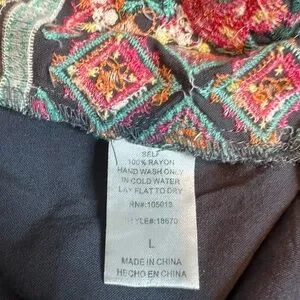 SELF
100% RAYON
HAND WASH ONLY
IN COLD WATER
LAY FLAT TO DRY
RN#:105019
STYLE#:18670
L
MADE IN CHINA
HECHO EN CHINA